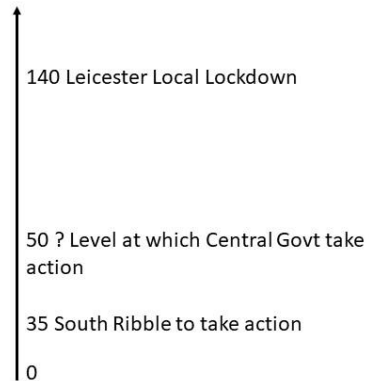 140 Leicester Local Lockdown
50 ? Level at which Central Govt take
action
35 South Ribble to take action
0